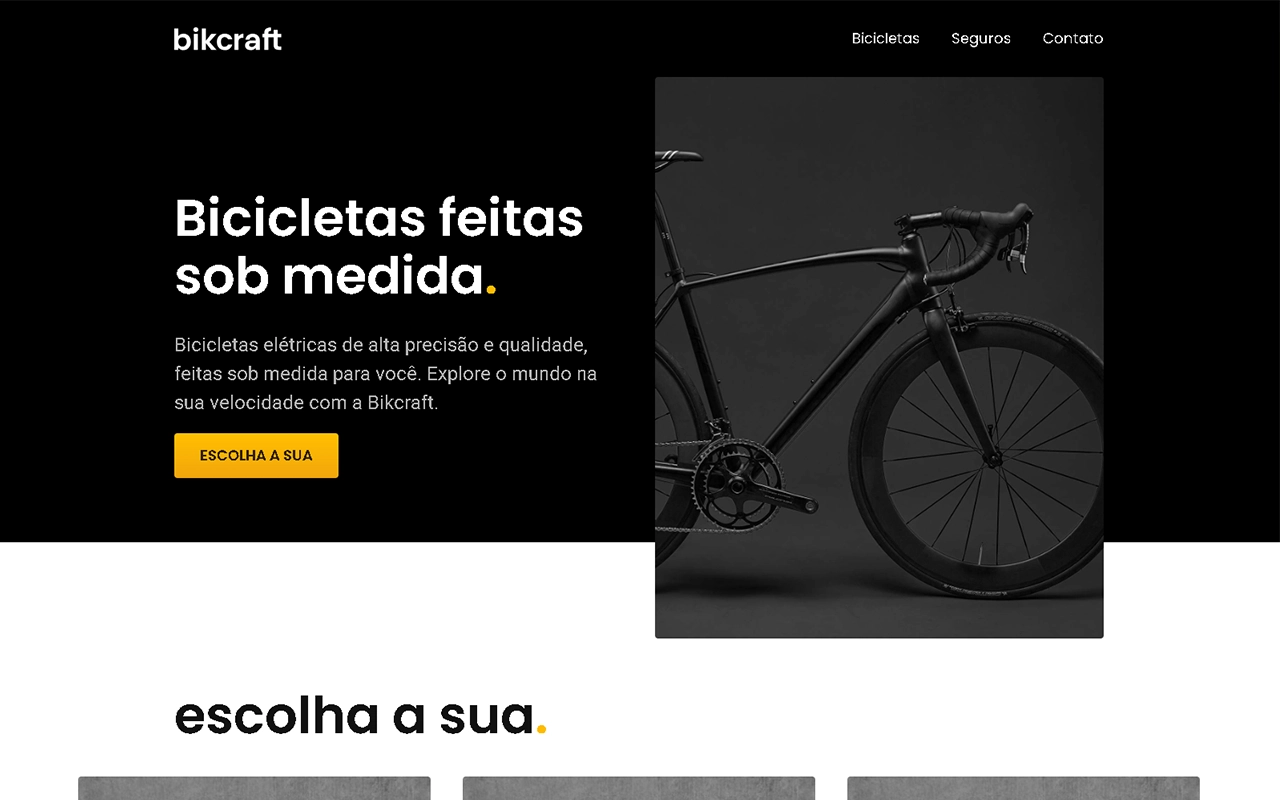 bikcraft
Bicicletas Seguros Contato
Bicicletas feitas
sob medida.
Bicicletas elétricas de alta precisão e qualidade,
feitas sob medida para você. Explore o mundo na
sua velocidade com a Bikcraft.
ESCOLHA A SUA
escolha a sua.